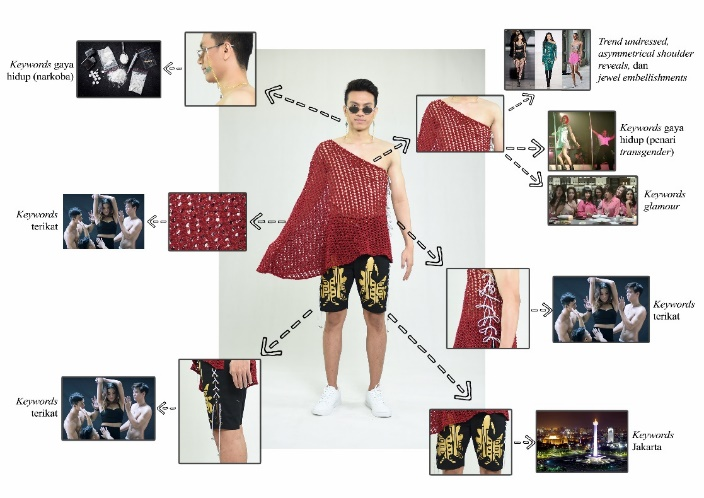 Keywords gaya
hidup (narkoba)
Trend undressed,
asymmetrical shoulder
reveals, dan
jewel embellishments
Keywords gaya
hidup (penari
transgender)
Keywords
glamour
Keywords
terikat
Keywords
terikat
Keywords
terikat
Keywords
Jakarta